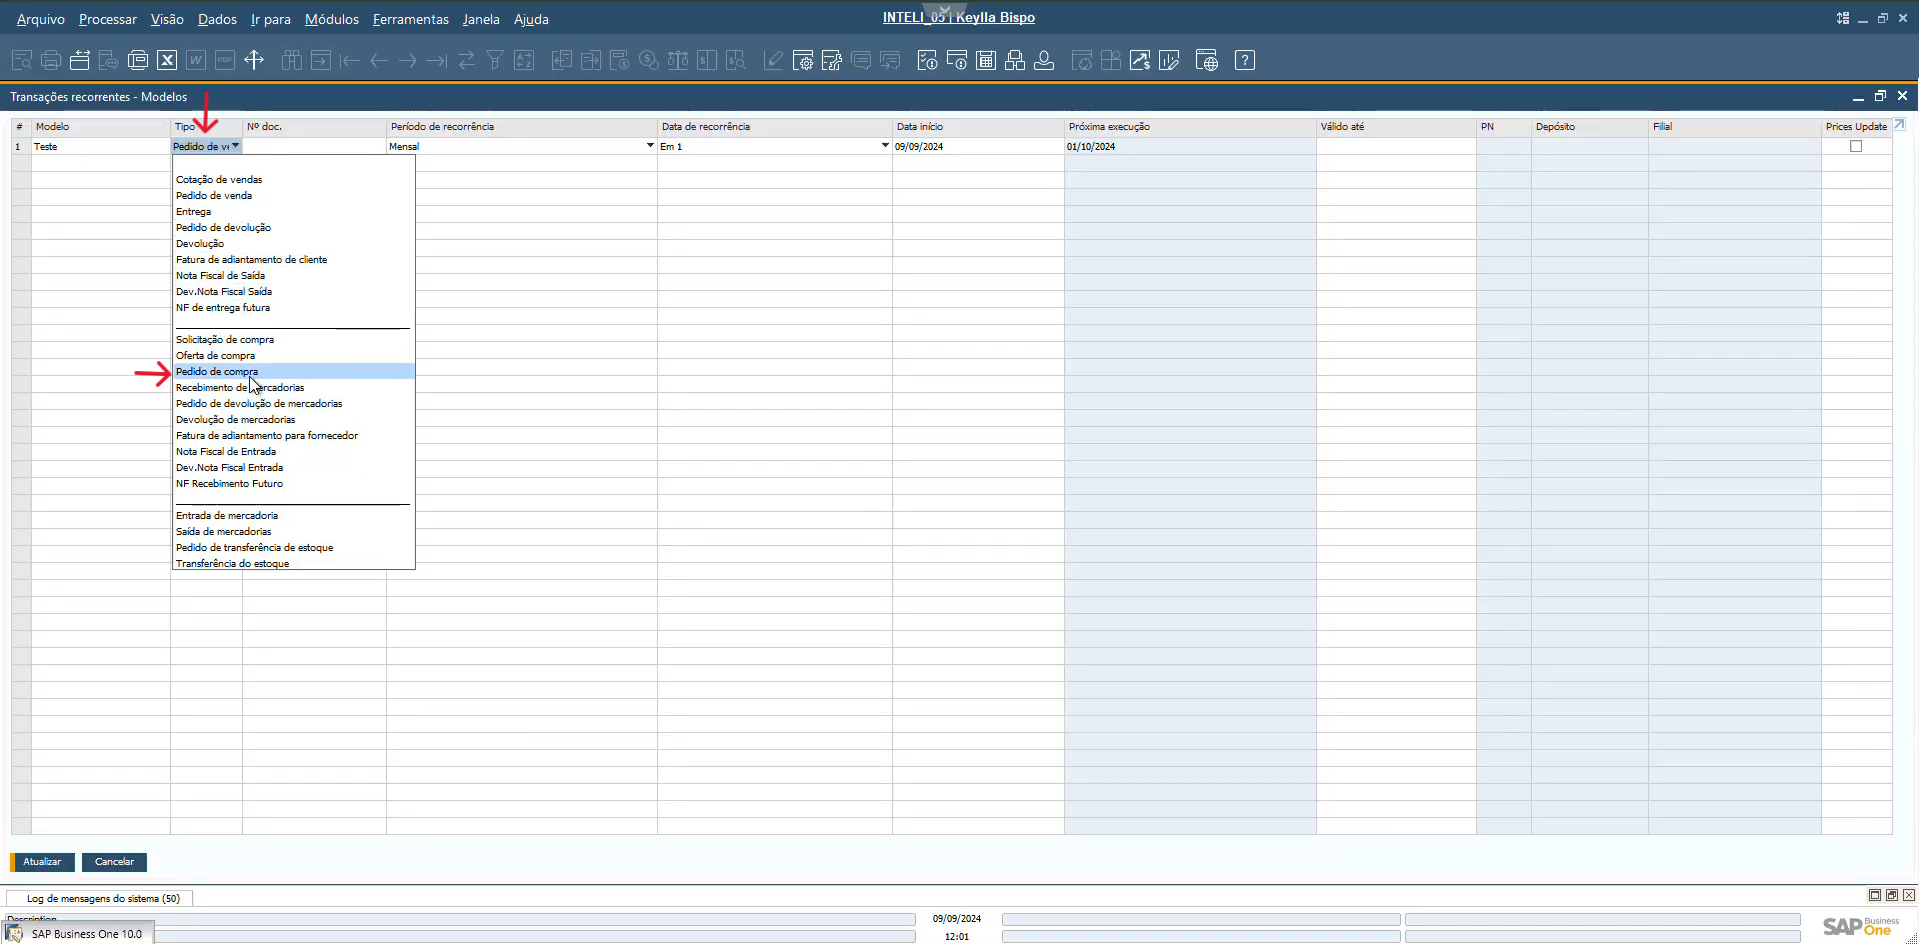 Arquivo Processar Visão Dados Ir para Módulos Ferramentas Janela Ajuda
INTELI_05 | Keylla Bispo
Transações recorrentes - Modelos
# Modelo Tipo Nº doc. Período de recorrência Data de recorrência Data início Próxima execução Válido até PN Depósito Filial Prices Update
1 Teste Pedido de ve Mensal Em 1 09/09/2024 01/10/2024
Cotação de vendas
Pedido de venda
Entrega
Pedido de devolução
Devolução
Fatura de adiantamento de cliente
Nota Fiscal de Saída
Dev.Nota Fiscal Saída
NF de entrega futura
Solicitação de compra
Oferta de compra
Pedido de compra
Recebimento de mercadorias
Pedido de devolução de mercadorias
Devolução de mercadorias
Fatura de adiantamento para fornecedor
Nota Fiscal de Entrada
Dev.Nota Fiscal Entrada
NF Recebimento Futuro
Entrada de mercadoria
Saída de mercadorias
Pedido de transferência de estoque
Transferência do estoque
Atualizar Cancelar
Log de mensagens do sistema (50)
Description
09/09/2024
12:01
SAP Business One 10.0
SAP Business One